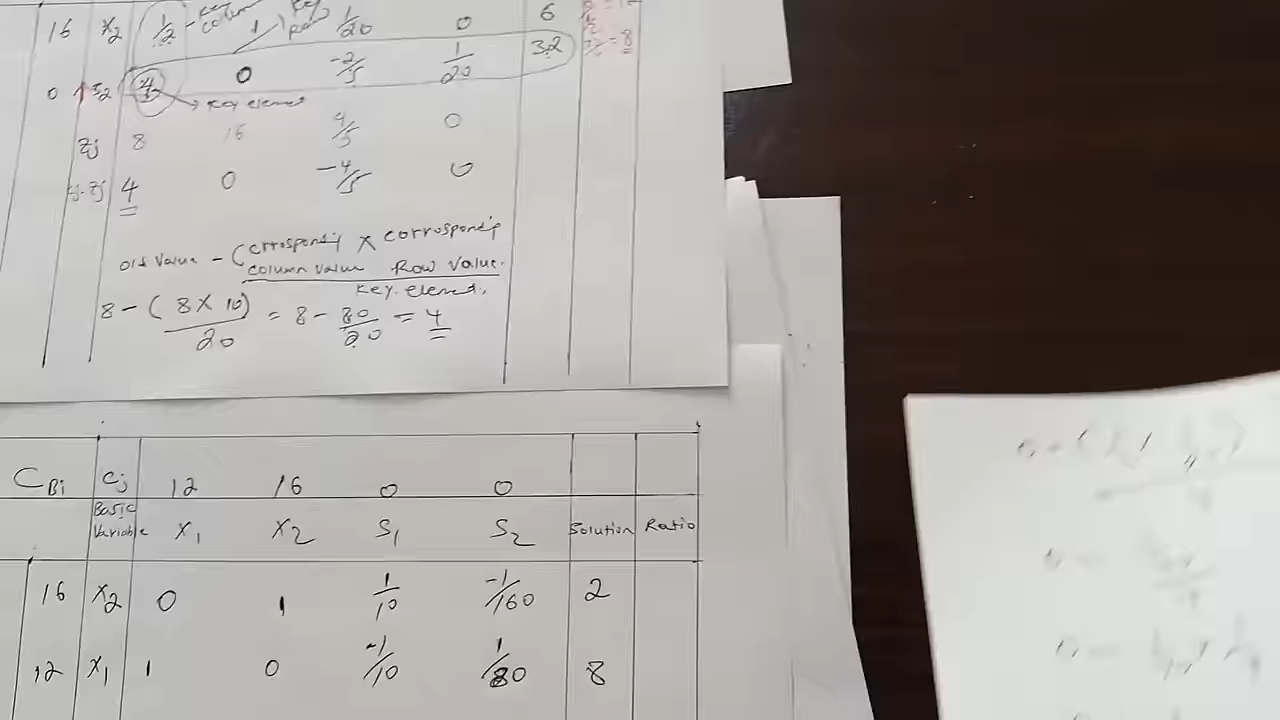 16 X2 1/2 1 1/20 0 6
column
0 S2 0 -2/5 1/20 32 = 8
Key element
Zj 8 16 4/5 0
Cj-Zj 4 0 -4/5 0
old value - (corrospondig X corrospondig
column value Row value.
Key element.
8 - (8 X 10) = 8 - 80 = 4
20 20
CBi Cj 12 16 0 0
Basic
Variable X1 X2 S1 S2 Solution Ratio
16 X2 0 1 1/10 -1/160 2
12 X1 1 0 -1/10 1/80 8